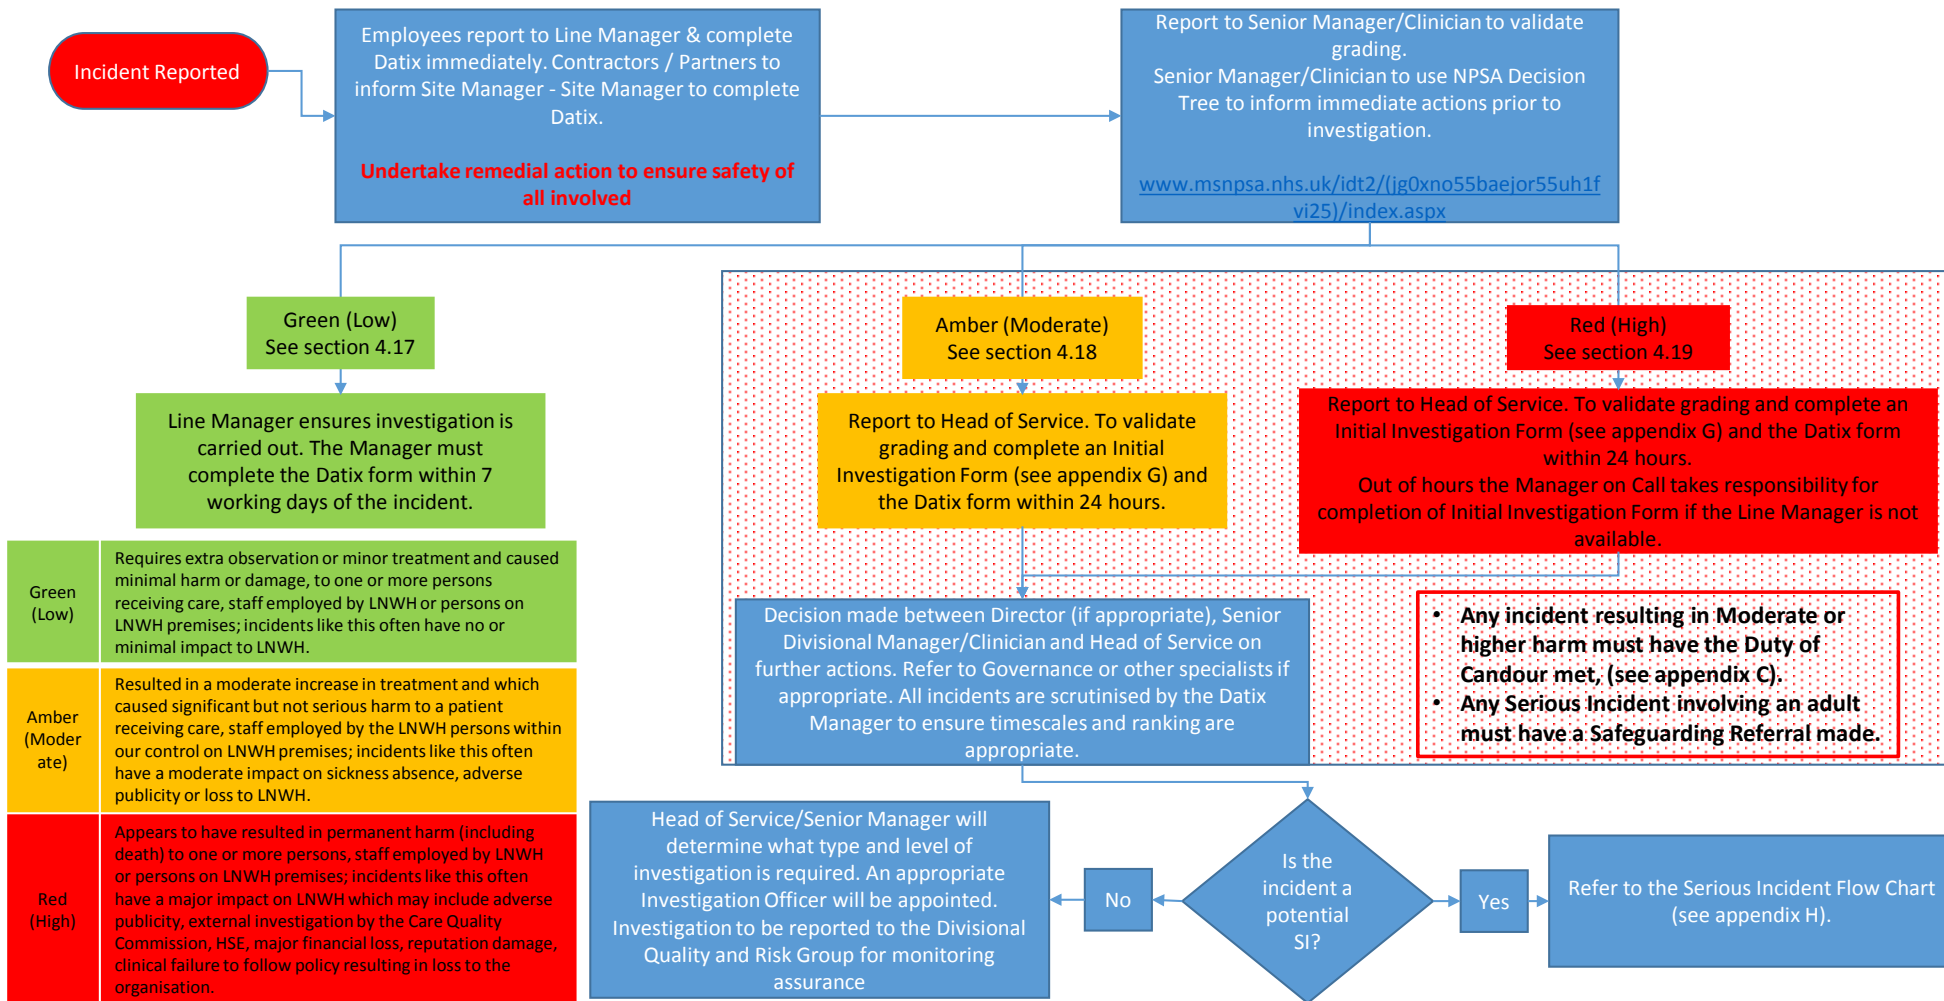 Incident Reported
Employees report to Line Manager & complete
Datix immediately. Contractors / Partners to
inform Site Manager - Site Manager to complete
Datix.
Undertake remedial action to ensure safety of
all involved
Report to Senior Manager/Clinician to validate
grading.
Senior Manager/Clinician to use NPSA Decision
Tree to inform immediate actions prior to
investigation.
www.msnpsa.nhs.uk/idt2/(jg0xno55baejor55uh1f
vi25)/index.aspx
Green (Low)
See section 4.17
Amber (Moderate)
See section 4.18
Red (High)
See section 4.19
Line Manager ensures investigation is
carried out. The Manager must
complete the Datix form within 7
working days of the incident.
Report to Head of Service. To validate
grading and complete an Initial
Investigation Form (see appendix G) and
the Datix form within 24 hours.
Report to Head of Service. To validate grading and complete an
Initial Investigation Form (see appendix G) and the Datix form
within 24 hours.
Out of hours the Manager on Call takes responsibility for
completion of Initial Investigation Form if the Line Manager is not
available.
Green
(Low)
Requires extra observation or minor treatment and caused
minimal harm or damage, to one or more persons
receiving care, staff employed by LNWH or persons on
LNWH premises; incidents like this often have no or
minimal impact to LNWH.
Amber
(Moder
ate)
Resulted in a moderate increase in treatment and which
caused significant but not serious harm to a patient
receiving care, staff employed by the LNWH persons within
our control on LNWH premises; incidents like this often
have a moderate impact on sickness absence, adverse
publicity or loss to LNWH.
Red
(High)
Appears to have resulted in permanent harm (including
death) to one or more persons, staff employed by LNWH
or persons on LNWH premises; incidents like this often
have a major impact on LNWH which may include adverse
publicity, external investigation by the Care Quality
Commission, HSE, major financial loss, reputation damage,
clinical failure to follow policy resulting in loss to the
organisation.
Decision made between Director (if appropriate), Senior
Divisional Manager/Clinician and Head of Service on
further actions. Refer to Governance or other specialists if
appropriate. All incidents are scrutinised by the Datix
Manager to ensure timescales and ranking are
appropriate.
• Any incident resulting in Moderate or
higher harm must have the Duty of
Candour met, (see appendix C).
• Any Serious Incident involving an adult
must have a Safeguarding Referral made.
Head of Service/Senior Manager will
determine what type and level of
investigation is required. An appropriate
Investigation Officer will be appointed.
Investigation to be reported to the Divisional
Quality and Risk Group for monitoring
assurance
No
Is the
incident a
potential
SI?
Yes
Refer to the Serious Incident Flow Chart
(see appendix H).